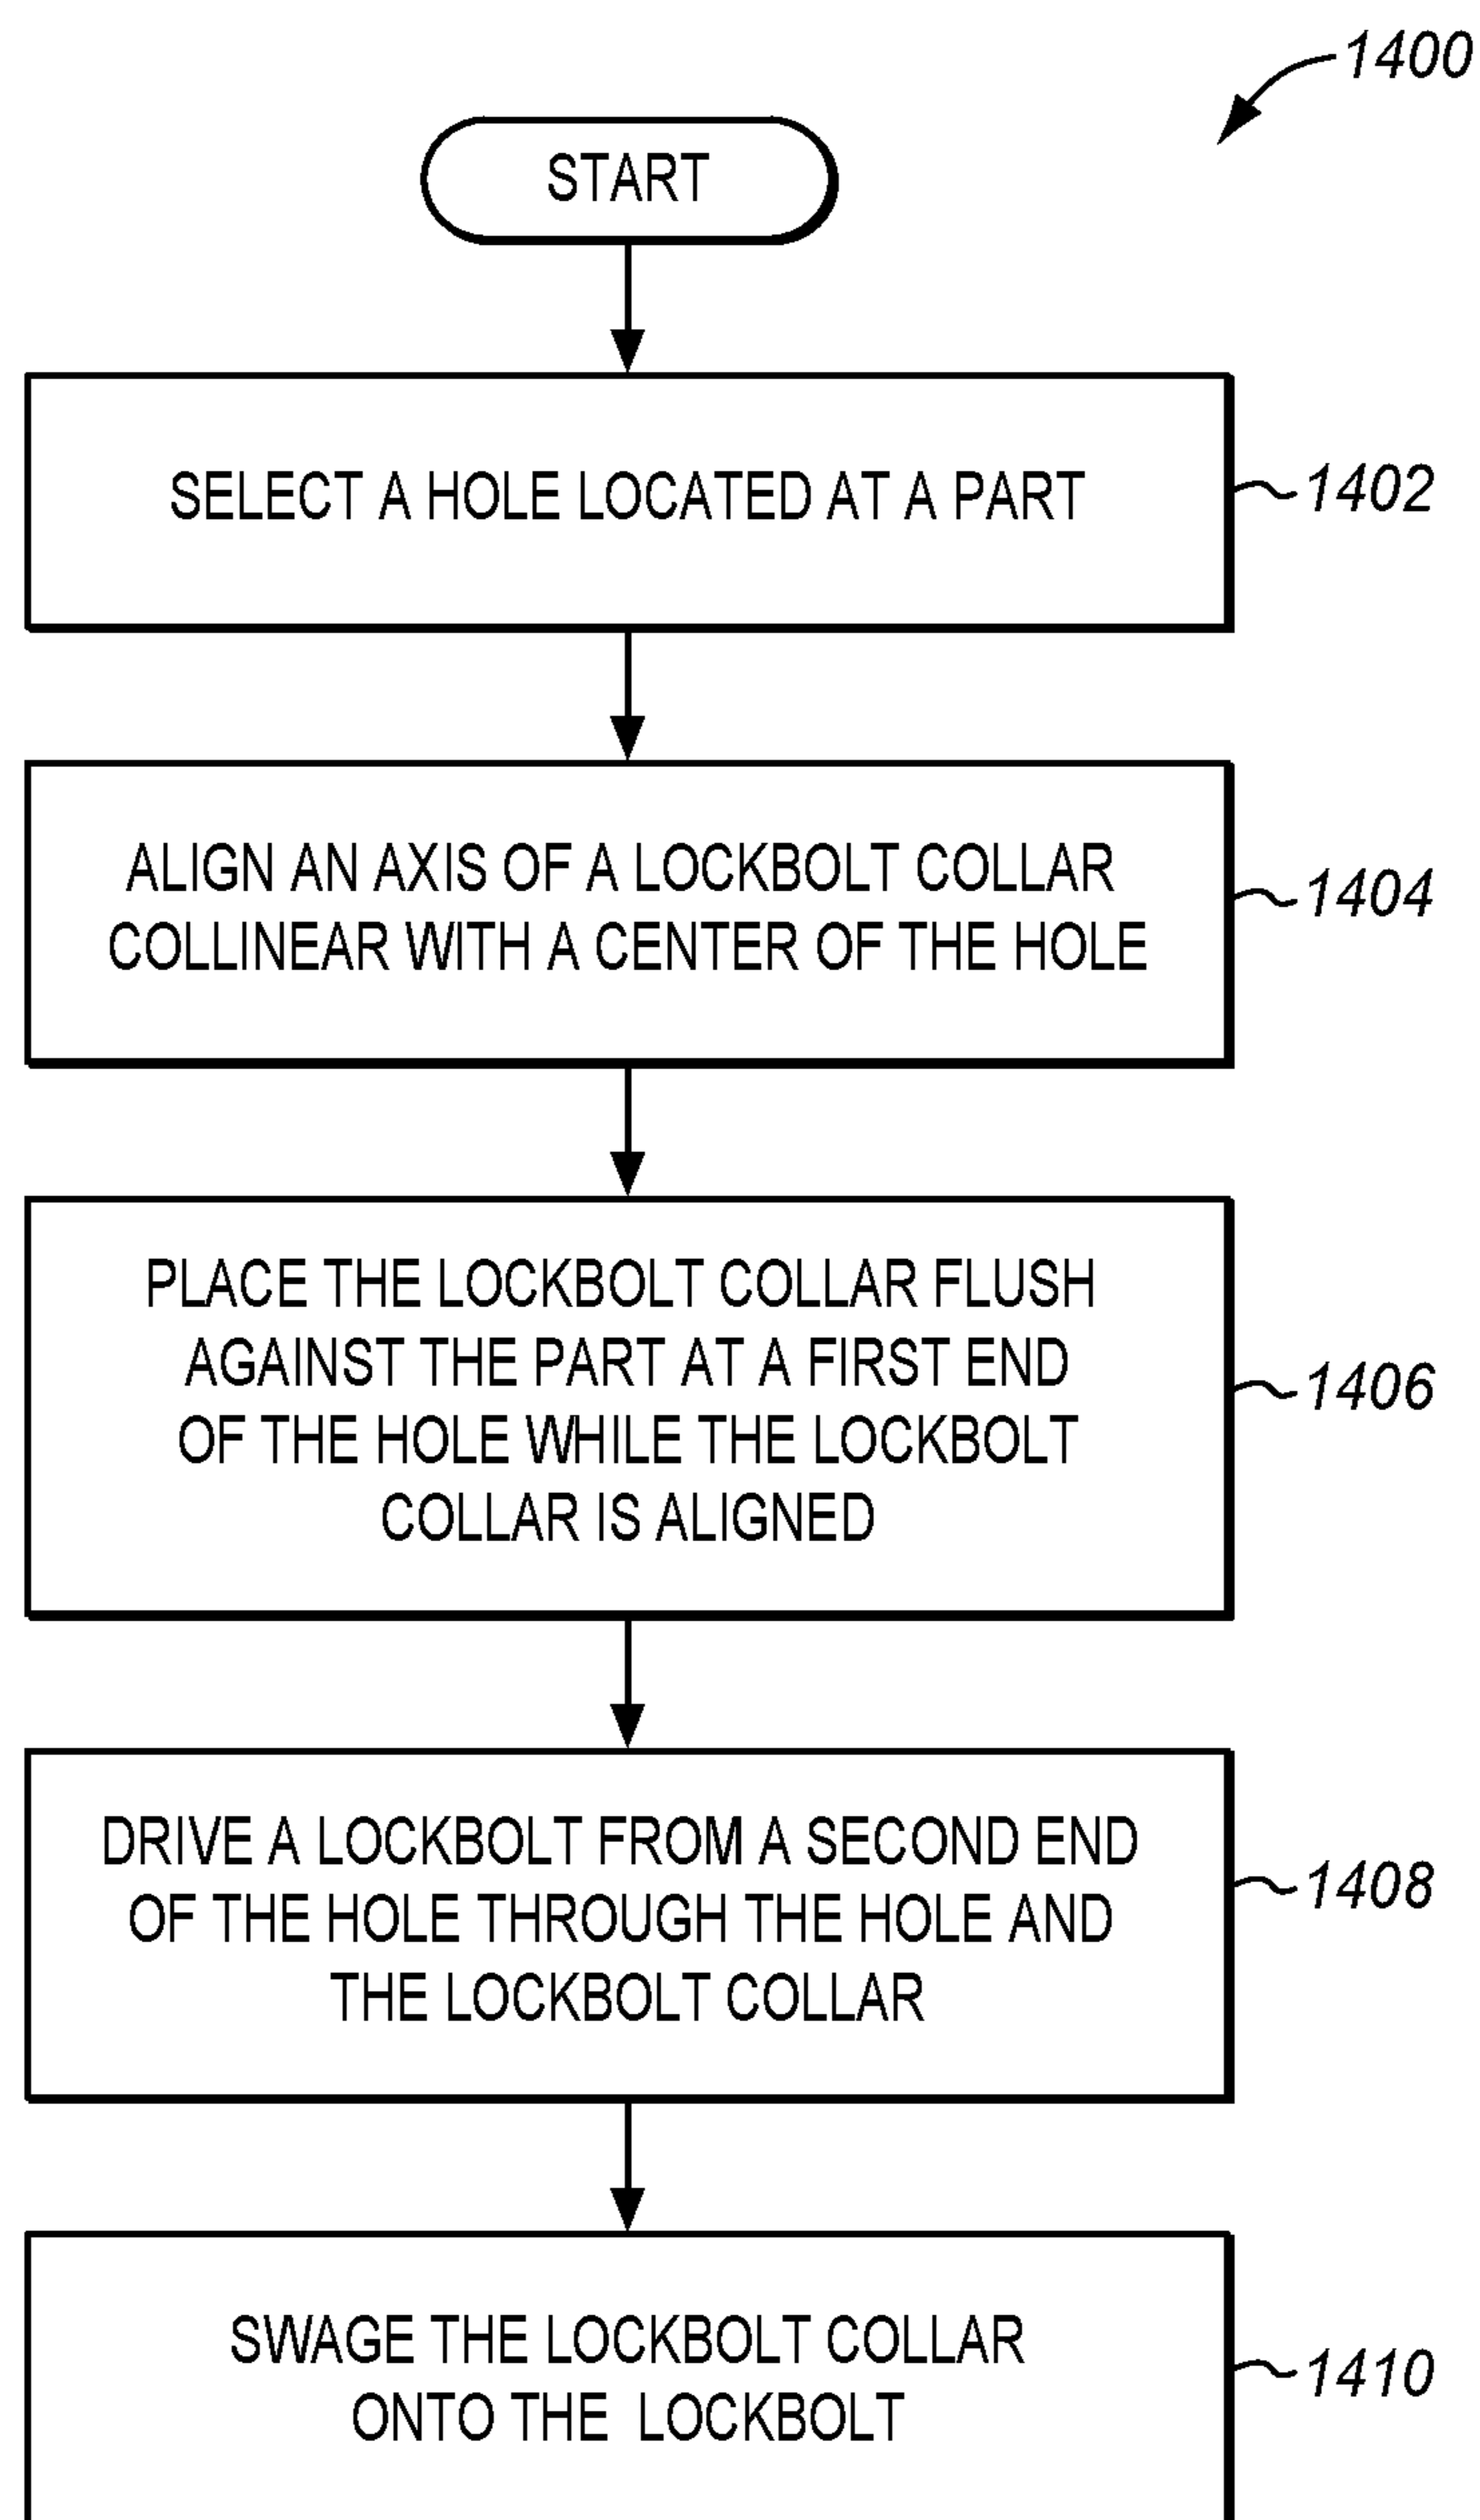 1400
START
SELECT A HOLE LOCATED AT A PART
1402
ALIGN AN AXIS OF A LOCKBOLT COLLAR
COLLINEAR WITH A CENTER OF THE HOLE
1404
PLACE THE LOCKBOLT COLLAR FLUSH
AGAINST THE PART AT A FIRST END
OF THE HOLE WHILE THE LOCKBOLT
COLLAR IS ALIGNED
1406
DRIVE A LOCKBOLT FROM A SECOND END
OF THE HOLE THROUGH THE HOLE AND
THE LOCKBOLT COLLAR
1408
SWAGE THE LOCKBOLT COLLAR
ONTO THE LOCKBOLT
1410